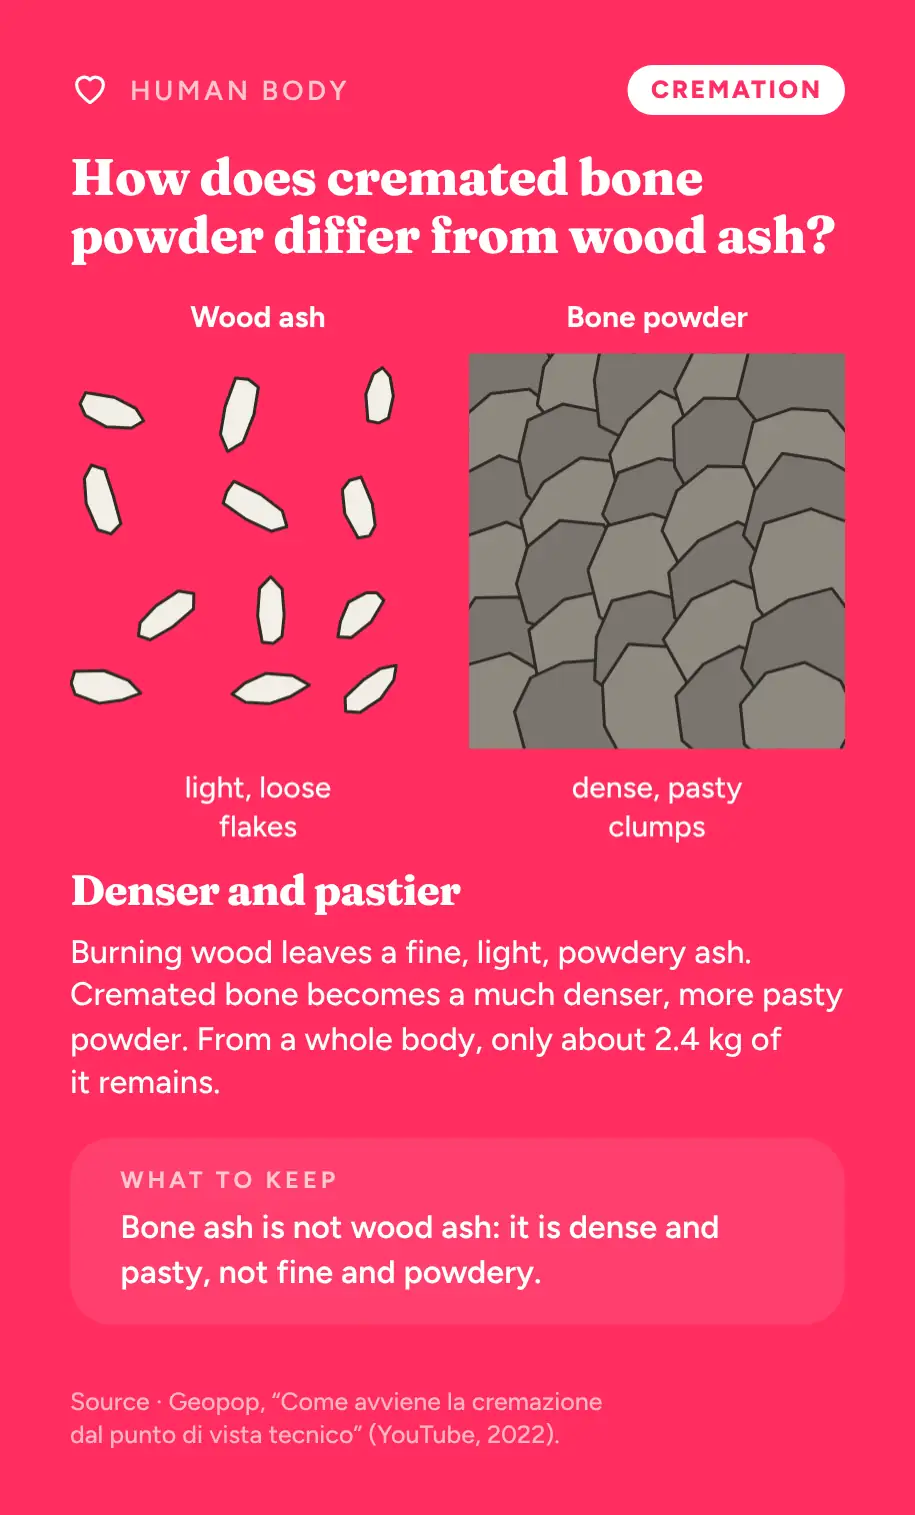 HUMAN BODY
CREMATION
How does cremated bone
powder differ from wood ash?
Wood ash
Bone powder
light, loose
flakes
dense, pasty
clumps
Denser and pastier
Burning wood leaves a fine, light, powdery ash.
Cremated bone becomes a much denser, more pasty
powder. From a whole body, only about 2.4 kg of
it remains.
WHAT TO KEEP
Bone ash is not wood ash: it is dense and
pasty, not fine and powdery.
Source · Geopop, “Come avviene la cremazione
dal punto di vista tecnico” (YouTube, 2022).